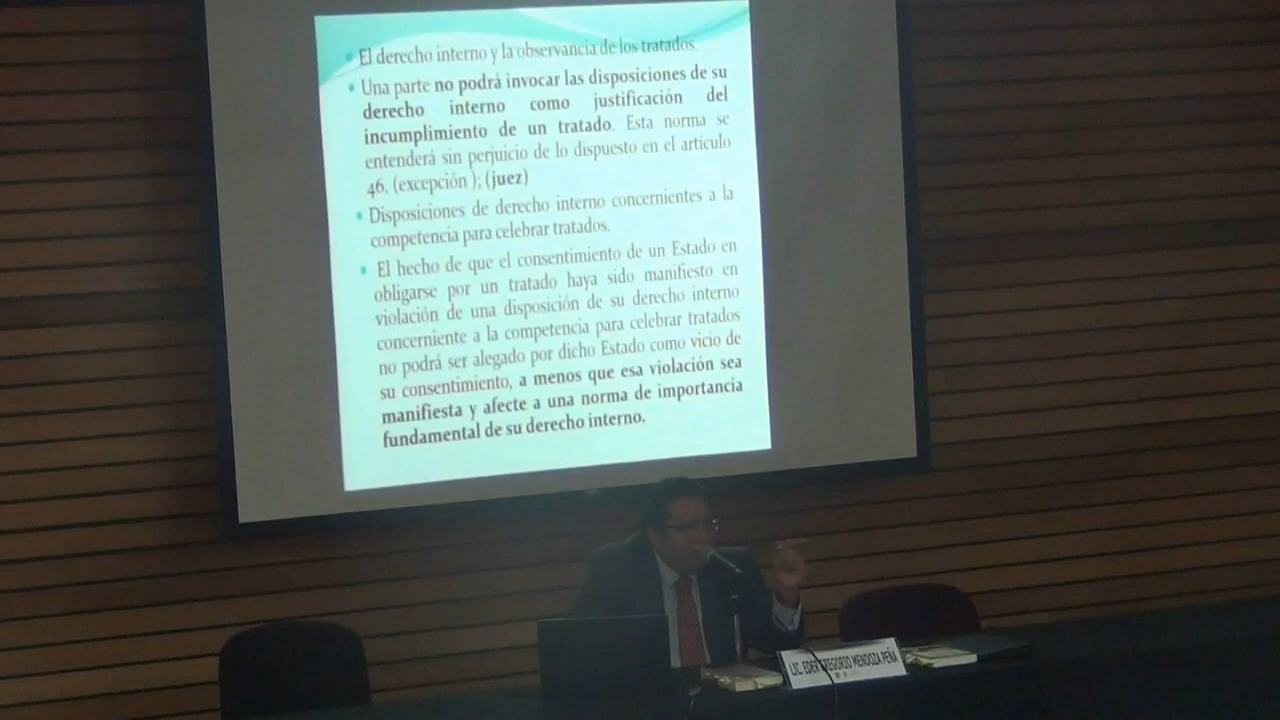 El derecho interno y la observancia de los tratados.
Una parte no podrá invocar las disposiciones de su
derecho interno como justificación del
incumplimiento de un tratado. Esta norma se
entenderá sin perjuicio de lo dispuesto en el artículo
46. (excepción ); (juez)
Disposiciones de derecho interno concernientes a la
competencia para celebrar tratados.
El hecho de que el consentimiento de un Estado en
obligarse por un tratado haya sido manifiesto en
violación de una disposición de su derecho interno
concerniente a la competencia para celebrar tratados
no podrá ser alegado por dicho Estado como vicio de
su consentimiento, a menos que esa violación sea
manifiesta y afecte a una norma de importancia
fundamental de su derecho interno.
LIC. EDER GREGORIO MENDOZA PEÑA